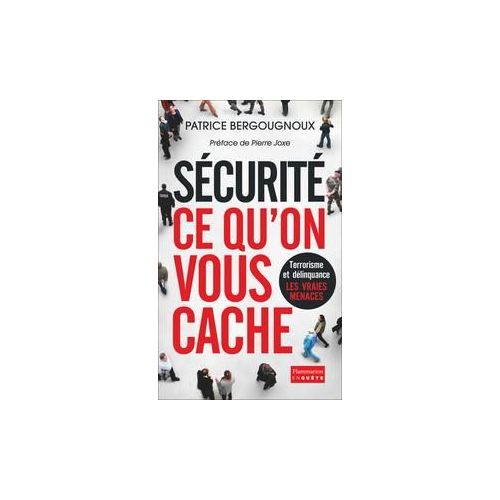 PATRICE BERGOUGNOUX
Préface de Pierre Joxe
SÉCURITÉ
CE QU'ON
VOUS
CACHE
Terrorisme
et délinquance
LES VRAIES
MENACES
Flammarion
ENQUÊTE